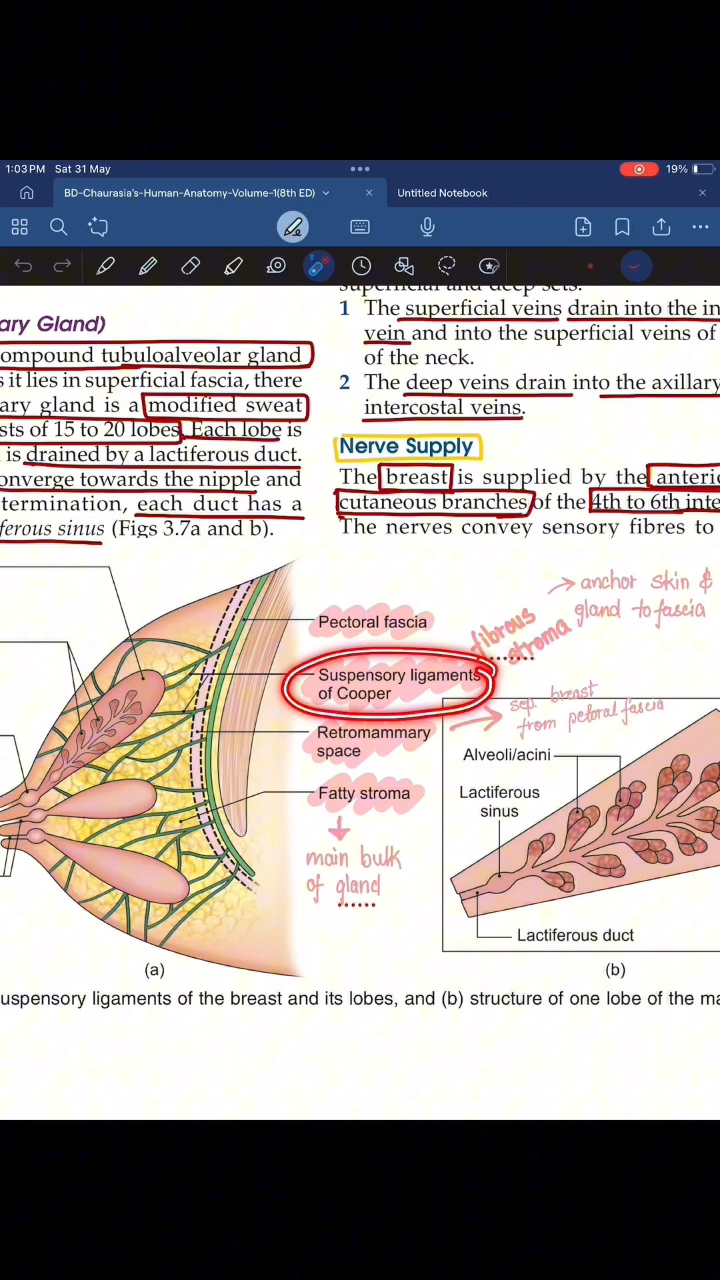 1:03 PM Sat 31 May
19%
BD-Chaurasia's-Human-Anatomy-Volume-1(8th ED)
Untitled Notebook
ary Gland)
ompound tubuloalveolar gland
s it lies in superficial fascia, there
ary gland is a modified sweat
sts of 15 to 20 lobes. Each lobe is
is drained by a lactiferous duct.
onverge towards the nipple and
termination, each duct has a
ferous sinus (Figs 3.7a and b).
superficial and deep sets.
1 The superficial veins drain into the in
vein and into the superficial veins of
of the neck.
2 The deep veins drain into the axillary
intercostal veins.
Nerve Supply
The breast is supplied by the anteri
cutaneous branches of the 4th to 6th inte
The nerves convey sensory fibres to
Pectoral fascia
fibrous
stroma
→ anchor skin &
gland to fascia
Suspensory ligaments
of Cooper
Retromammary
space
sep. breast
from petoral fascia
Fatty stroma
main bulk
of gland
Alveoli/acini
Lactiferous
sinus
Lactiferous duct
(a)
(b)
uspensory ligaments of the breast and its lobes, and (b) structure of one lobe of the ma